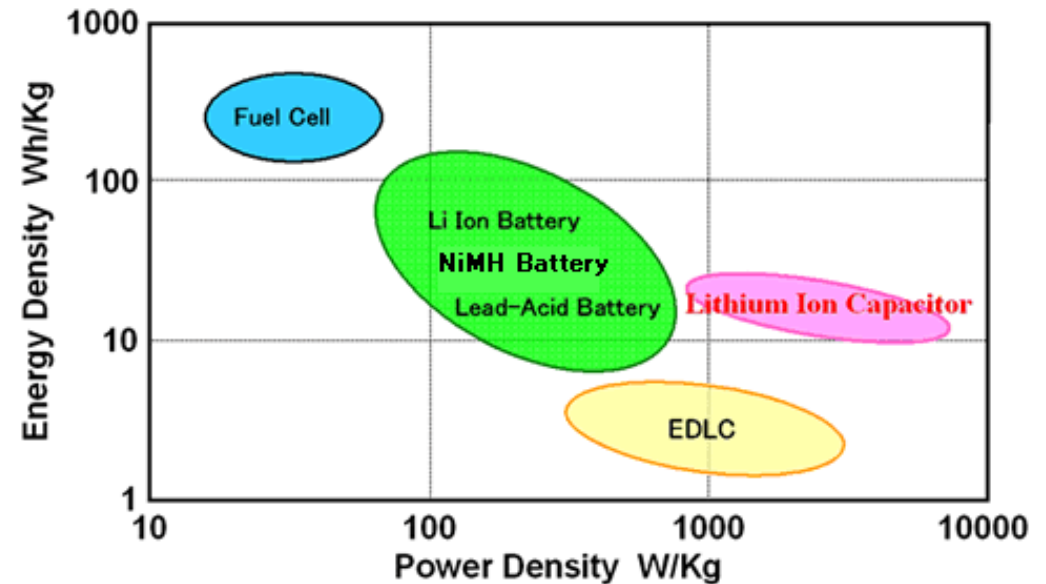 1000
100
10
1
Energy Density Wh/Kg
Fuel Cell
Li Ion Battery
NiMH Battery
Lead-Acid Battery
Lithium Ion Capacitor
EDLC
10
100
1000
10000
Power Density W/Kg